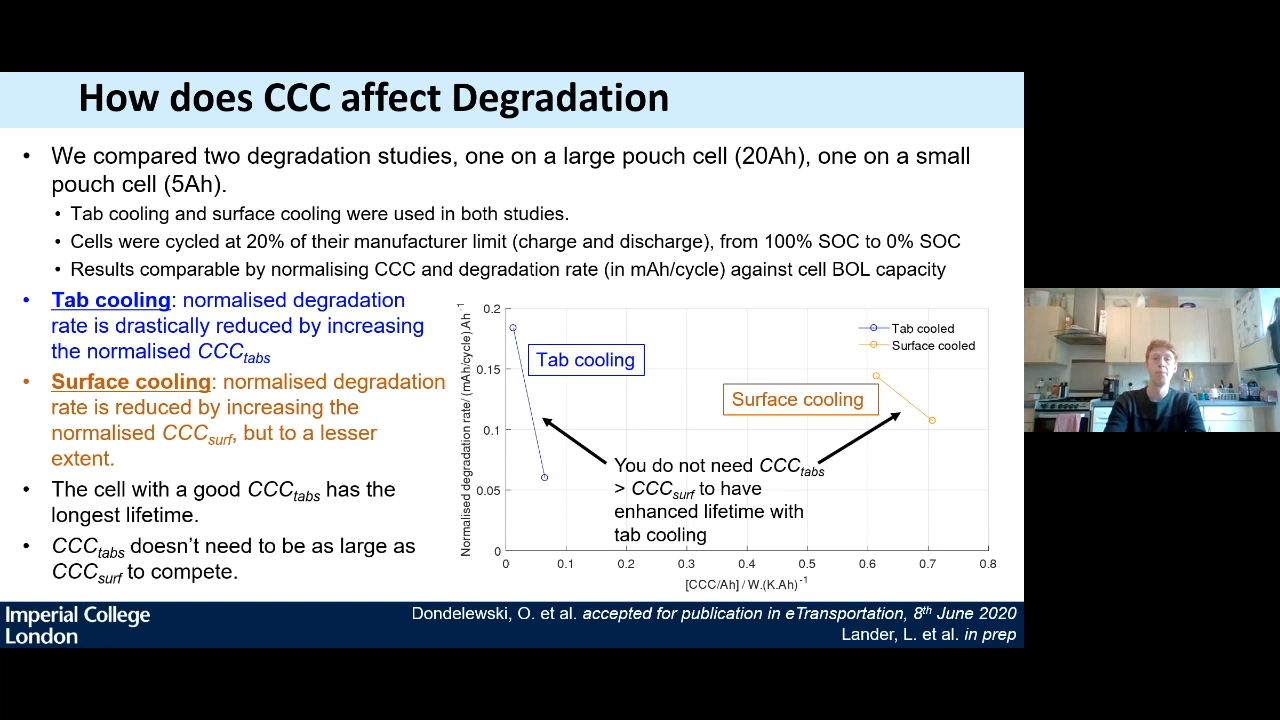 How does CCC affect Degradation
• We compared two degradation studies, one on a large pouch cell (20Ah), one on a small
pouch cell (5Ah).
• Tab cooling and surface cooling were used in both studies.
• Cells were cycled at 20% of their manufacturer limit (charge and discharge), from 100% SOC to 0% SOC
• Results comparable by normalising CCC and degradation rate (in mAh/cycle) against cell BOL capacity
• Tab cooling: normalised degradation
rate is drastically reduced by increasing
the normalised CCCtabs
• Surface cooling: normalised degradation
rate is reduced by increasing the
normalised CCCsurf, but to a lesser
extent.
• The cell with a good CCCtabs has the
longest lifetime.
• CCCtabs doesn't need to be as large as
CCCsurf to compete.
Normalised degradation rate/ (mAh/cycle).Ah-1
0.2
0.15
0.1
0.05
0
Tab cooled
Surface cooled
Tab cooling
Surface cooling
You do not need CCCtabs
> CCCsurf to have
enhanced lifetime with
tab cooling
0 0.1 0.2 0.3 0.4 0.5 0.6 0.7 0.8
[CCC/Ah] / W.(K.Ah)-1
Imperial College
London
Dondelewski, O. et al. accepted for publication in eTransportation, 8th June 2020
Lander, L. et al. in prep